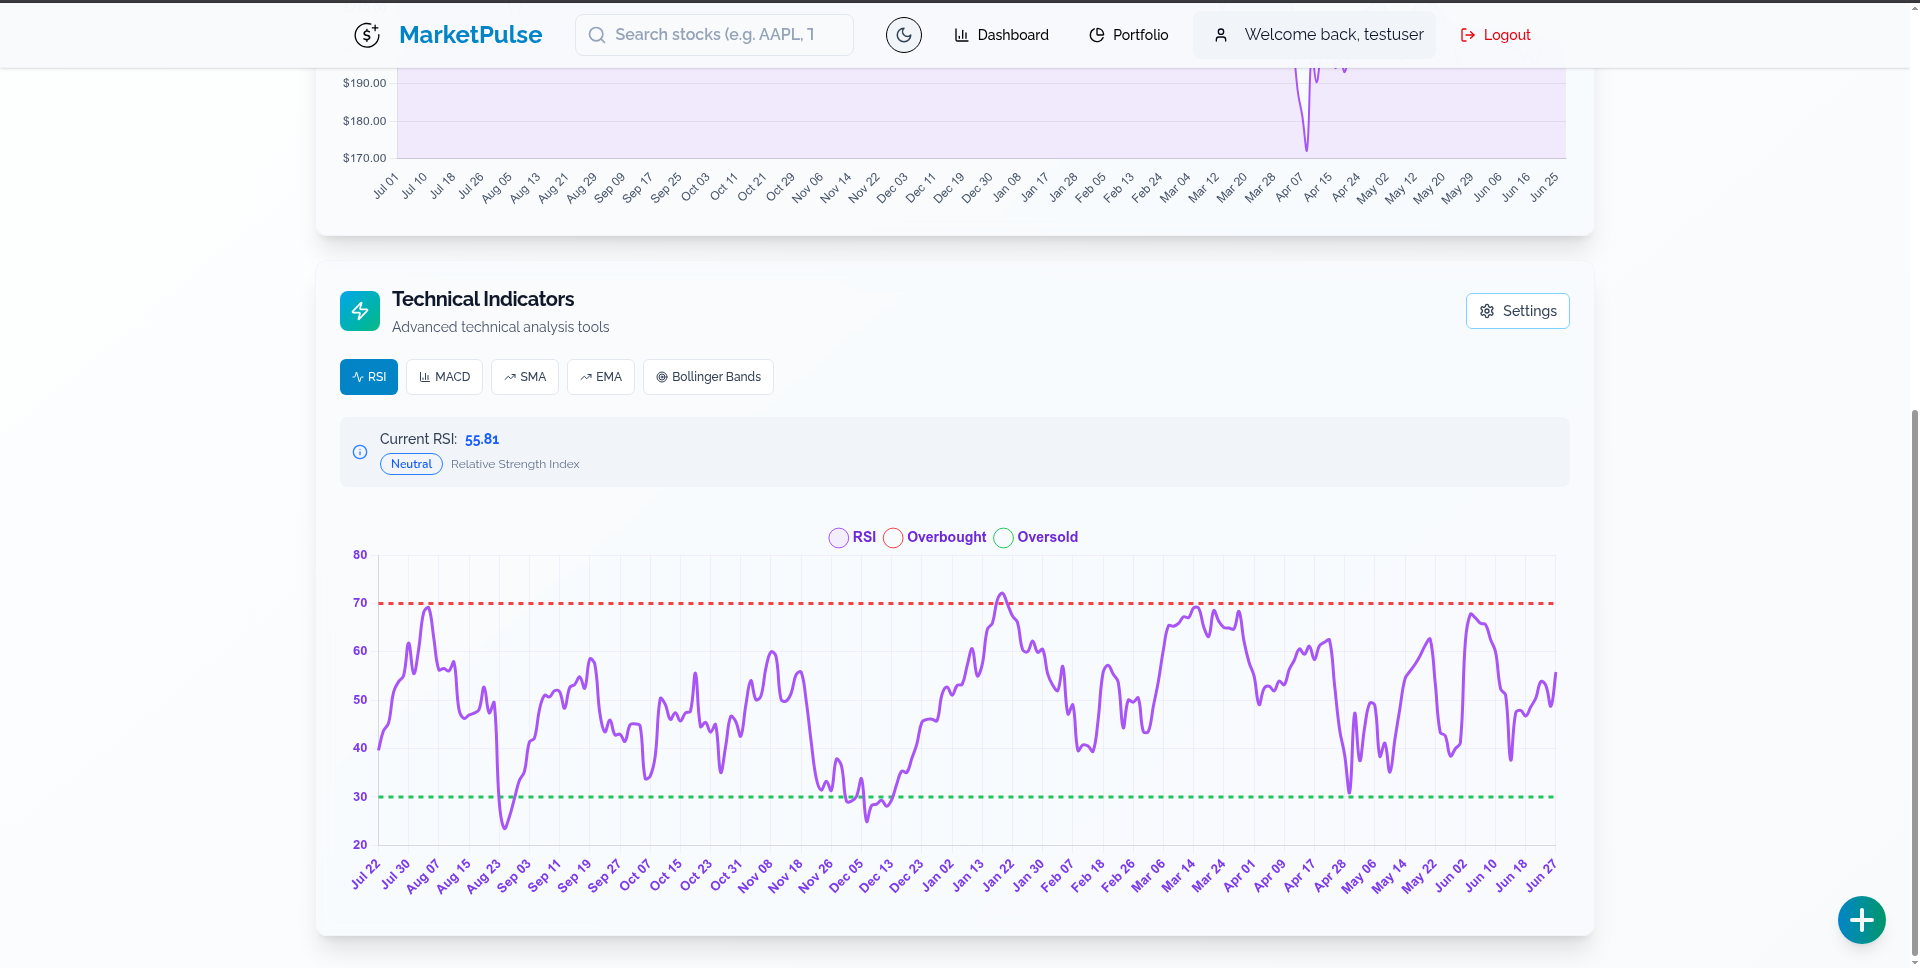 MarketPulse
Search stocks (e.g. AAPL, T
Dashboard
Portfolio
Welcome back, testuser
Logout
$190.00
$180.00
$170.00
Jul 01 Jul 10 Jul 18 Jul 26 Aug 05 Aug 13 Aug 21 Aug 29 Sep 09 Sep 17 Sep 25 Oct 03 Oct 11 Oct 21 Oct 29 Nov 06 Nov 14 Nov 22 Dec 03 Dec 11 Dec 19 Dec 30 Jan 08 Jan 17 Jan 28 Feb 05 Feb 13 Feb 24 Mar 04 Mar 12 Mar 20 Mar 28 Apr 07 Apr 15 Apr 24 May 02 May 12 May 20 May 29 Jun 06 Jun 16 Jun 25
Technical Indicators
Advanced technical analysis tools
Settings
RSI
MACD
SMA
EMA
Bollinger Bands
Current RSI: 55.81
Neutral
Relative Strength Index
RSI Overbought Oversold
80
70
60
50
40
30
20
Jul 22 Jul 30 Aug 07 Aug 15 Aug 23 Sep 03 Sep 11 Sep 19 Sep 27 Oct 07 Oct 15 Oct 23 Oct 31 Nov 08 Nov 18 Nov 26 Dec 05 Dec 13 Dec 23 Jan 02 Jan 13 Jan 22 Jan 30 Feb 07 Feb 18 Feb 26 Mar 06 Mar 14 Mar 24 Apr 01 Apr 09 Apr 17 Apr 28 May 06 May 14 May 22 Jun 02 Jun 10 Jun 18 Jun 27